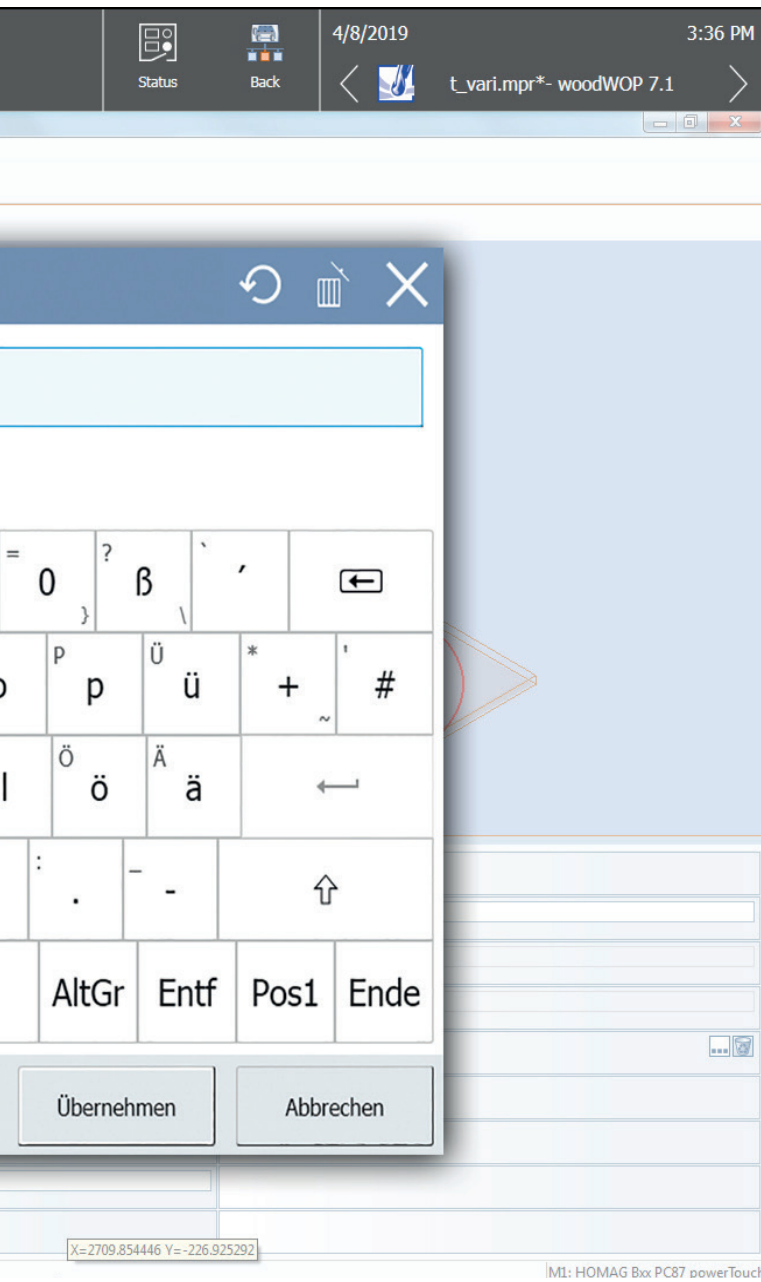 4/8/2019 3:36 PM
Status Back t_vari.mpr*- woodWOP 7.1
= 0 } ? ß \ ` ´
P p Ü ü * + ~ ' #
l Ö ö Ä ä
: . _ -
AltGr Entf Pos1 Ende
Übernehmen Abbrechen
X=2709.854446 Y=-226.925292
M1: HOMAG Bxx PC87 powerTouch